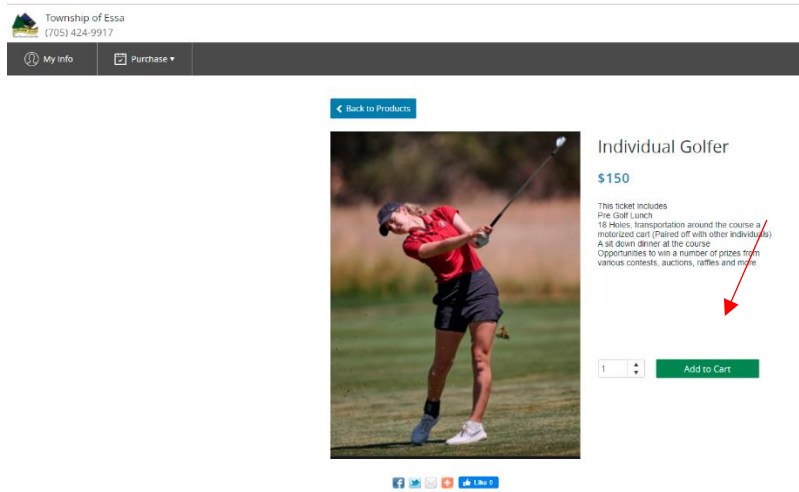 Township of Essa
(705) 424-9917
My Info
Purchase ▾
Back to Products
Individual Golfer
$150
This ticket includes
Pre Golf Lunch
18 Holes, transportation around the course a
motorized cart (Paired off with other individuals)
A sit down dinner at the course
Opportunities to win a number of prizes from
various contests, auctions, raffles and more
1
Add to Cart
Like 0